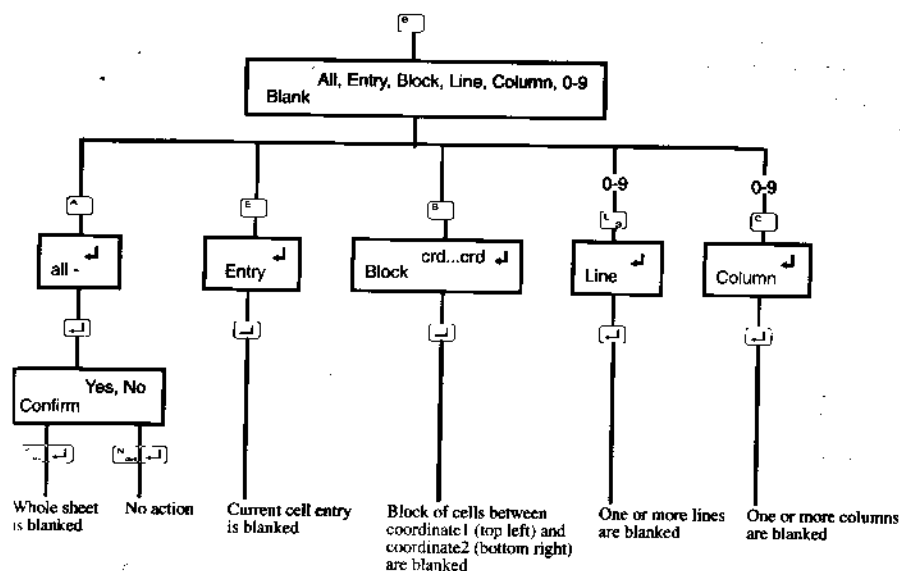 e
All, Entry, Block, Line, Column, 0-9
Blank
0-9
0-9
A
E
B
L
C
all -
Entry
crd...crd
Block
Line
Column
Yes, No
Confirm
N
Whole sheet
is blanked
No action
Current cell entry
is blanked
Block of cells between
coordinate1 (top left) and
coordinate2 (bottom right)
are blanked
One or more lines
are blanked
One or more columns
are blanked